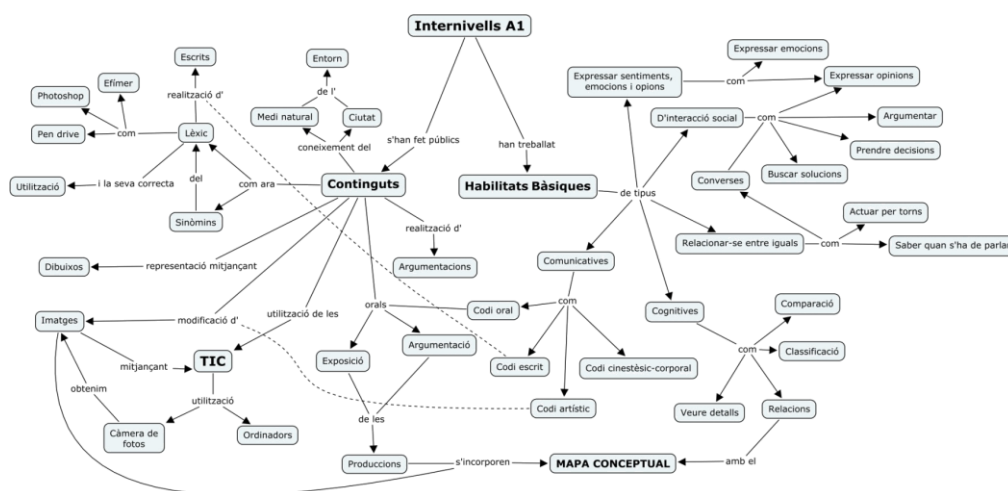 Internivells A1
Escrits
Entorn
Expressar emocions
Efímer
realització d'
de l'
Expressar sentiments,
emocions i opions
com
Expressar opinions
Photoshop
Medi natural
Ciutat
D'interacció social
com
Argumentar
Pen drive
com
Lèxic
s'han fet públics
coneixement del
han treballat
Prendre decisions
Utilització
i la seva correcta
del
com ara
Continguts
Habilitats Bàsiques
de tipus
Converses
Buscar solucions
Sinòmins
Actuar per torns
realització d'
Relacionar-se entre iguals
com
Saber quan s'ha de parlar
Dibuixos
representació mitjançant
Argumentacions
Comunicatives
Imatges
modificació d'
utilització de les
orals
Codi oral
com
Cognitives
Comparació
mitjançant
TIC
Exposició
Argumentació
Codi escrit
Codi cinestèsic-corporal
com
Classificació
obtenim
utilització
de les
Codi artístic
Veure detalls
Relacions
Càmera de
fotos
Ordinadors
Produccions
s'incorporen
MAPA CONCEPTUAL
amb el